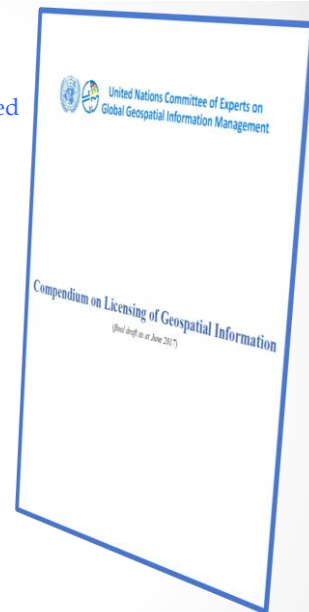 ed
United Nations Committee of Experts on
Global Geospatial Information Management
Compendium on Licensing of Geospatial Information
(final draft as at June 2017)